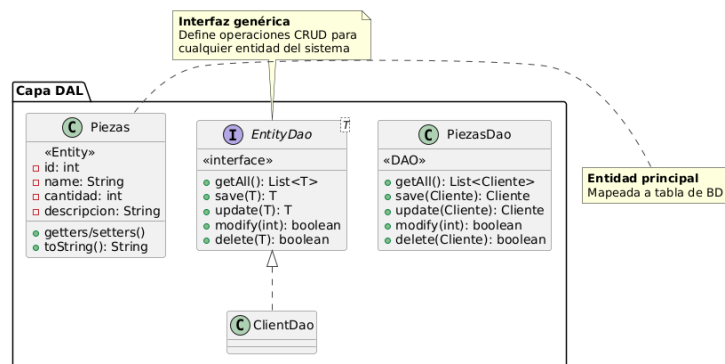 Interfaz genérica
Define operaciones CRUD para
cualquier entidad del sistema
Capa DAL
C Piezas
«Entity»
id: int
name: String
cantidad: int
descripcion: String
getters/setters()
toString(): String
I EntityDao
T
«interface»
getAll(): List<T>
save(T): T
update(T): T
modify(int): boolean
delete(T): boolean
C PiezasDao
«DAO»
getAll(): List<Cliente>
save(Cliente): Cliente
update(Cliente): Cliente
modify(int): boolean
delete(Cliente): boolean
Entidad principal
Mapeada a tabla de BD
C ClientDao